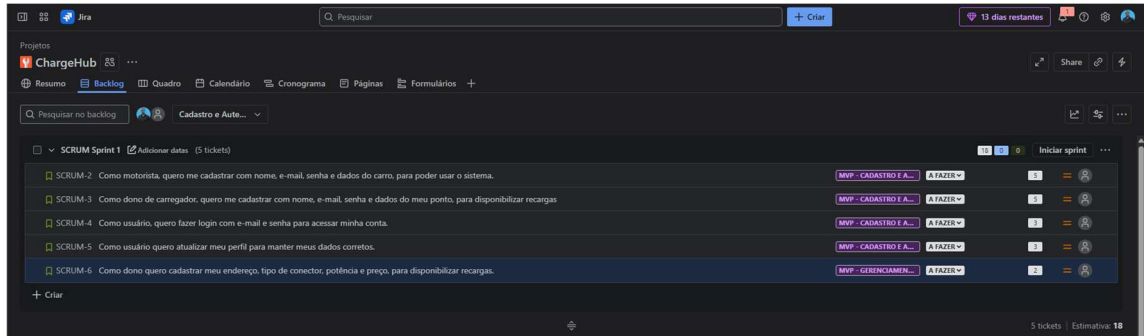 Jira
Pesquisar
+ Criar
13 dias restantes
1
Projetos
ChargeHub
Share
Resumo
Backlog
Quadro
Calendário
Cronograma
Páginas
Formulários
Pesquisar no backlog
Cadastro e Aute...
SCRUM Sprint 1 Adicionar datas (5 tickets) 18 0 0 Iniciar sprint
SCRUM-2 Como motorista, quero me cadastrar com nome, e-mail, senha e dados do carro, para poder usar o sistema. MVP - CADASTRO E A... A FAZER 5
SCRUM-3 Como dono de carregador, quero me cadastrar com nome, e-mail, senha e dados do meu ponto, para disponibilizar recargas MVP - CADASTRO E A... A FAZER 5
SCRUM-4 Como usuário, quero fazer login com e-mail e senha para acessar minha conta. MVP - CADASTRO E A... A FAZER 3
SCRUM-5 Como usuário quero atualizar meu perfil para manter meus dados corretos. MVP - CADASTRO E A... A FAZER 3
SCRUM-6 Como dono quero cadastrar meu endereço, tipo de conector, potência e preço, para disponibilizar recargas. MVP - GERENCIAMEN... A FAZER 2
+ Criar
5 tickets | Estimativa: 18